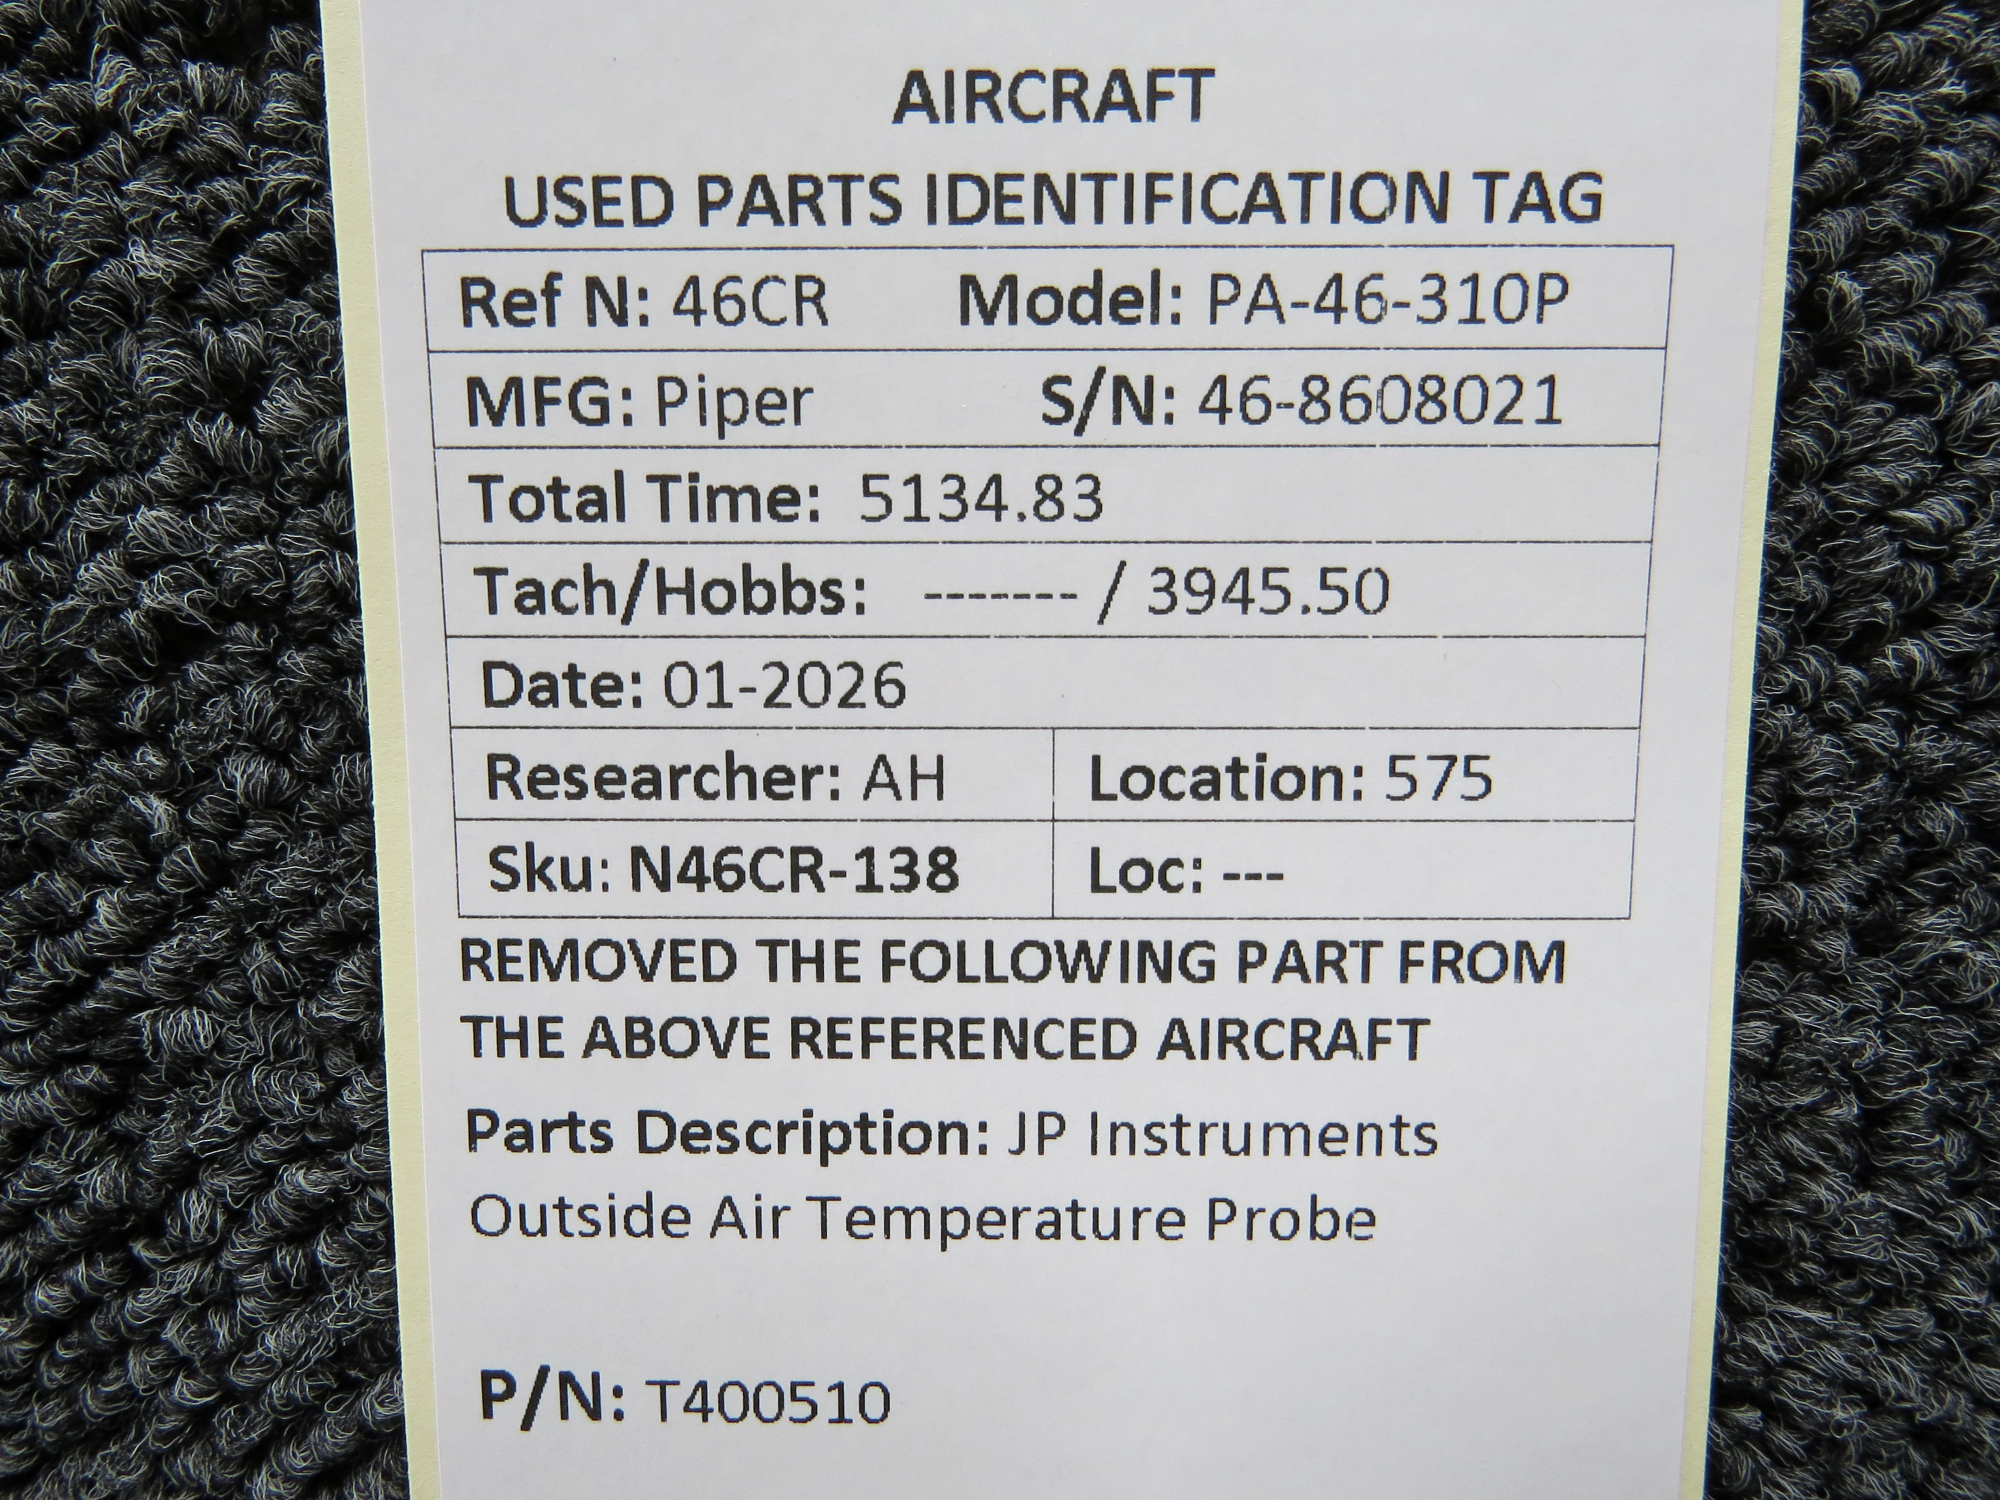 AIRCRAFT
USED PARTS IDENTIFICATION TAG
Ref N: 46CR Model: PA-46-310P
MFG: Piper S/N: 46-8608021
Total Time: 5134.83
Tach/Hobbs: ------- / 3945.50
Date: 01-2026
Researcher: AH Location: 575
Sku: N46CR-138 Loc: ---
REMOVED THE FOLLOWING PART FROM
THE ABOVE REFERENCED AIRCRAFT
Parts Description: JP Instruments
Outside Air Temperature Probe
P/N: T400510